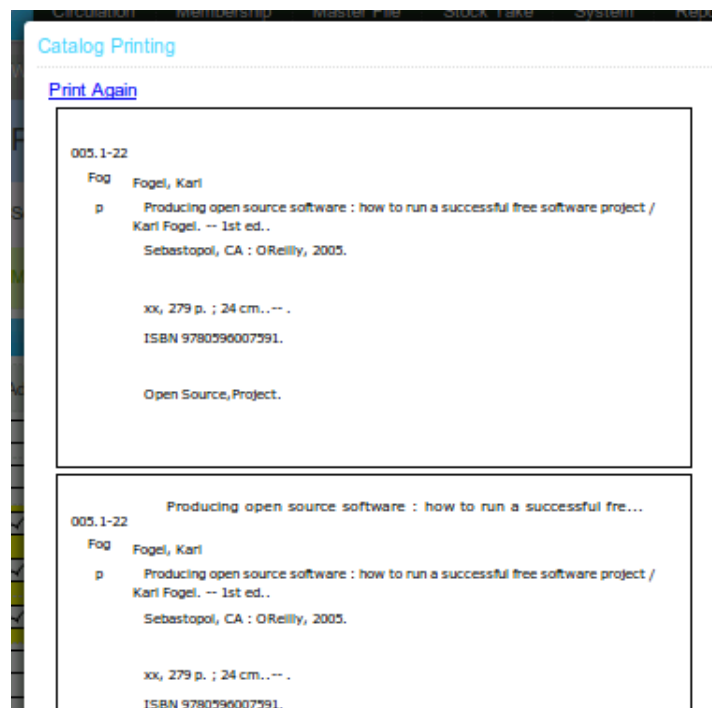 Circulation Membership Master File Stock Take System
Catalog Printing
Print Again
005.1-22
Fog
Fogel, Karl
p
Producing open source software : how to run a successful free software project /
Karl Fogel. -- 1st ed..
Sebastopol, CA : OReilly, 2005.
xx, 279 p. ; 24 cm..-- .
ISBN 9780596007591.
Open Source,Project.
Producing open source software : how to run a successful fre...
005.1-22
Fog
Fogel, Karl
p
Producing open source software : how to run a successful free software project /
Karl Fogel. -- 1st ed..
Sebastopol, CA : OReilly, 2005.
xx, 279 p. ; 24 cm..-- .
ISBN 9780596007591.